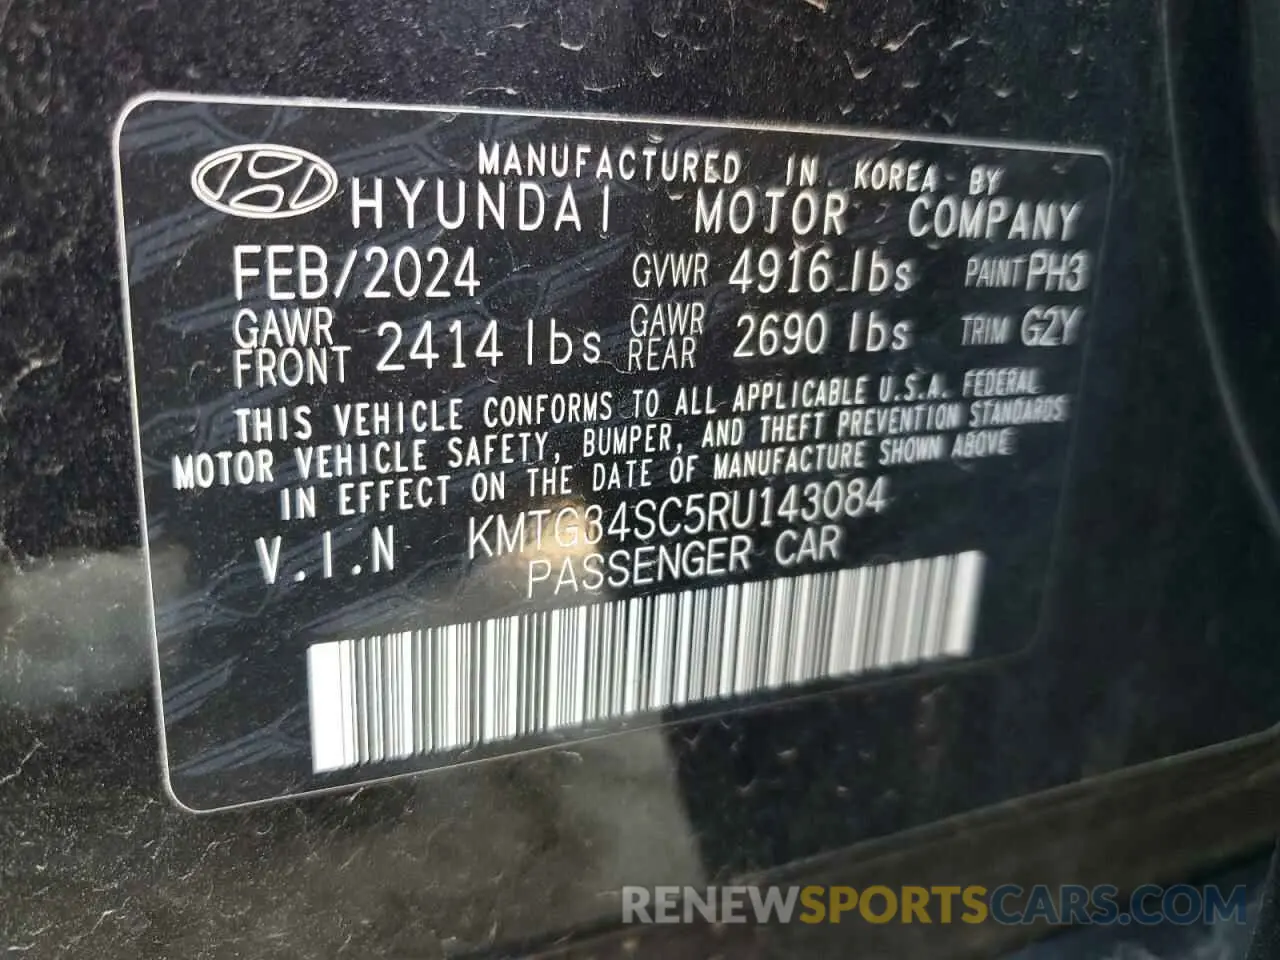 MANUFACTURED IN KOREA BY
HYUNDAI MOTOR COMPANY
FEB/2024 GVWR 4916 lbs PAINT PH3
GAWR FRONT 2414 lbs GAWR REAR 2690 lbs TRIM G2Y
THIS VEHICLE CONFORMS TO ALL APPLICABLE U.S.A. FEDERAL
MOTOR VEHICLE SAFETY, BUMPER, AND THEFT PREVENTION STANDARDS
IN EFFECT ON THE DATE OF MANUFACTURE SHOWN ABOVE
V.I.N KMTG34SC5RU143084
PASSENGER CAR
RENEWSPORTSCARS.COM